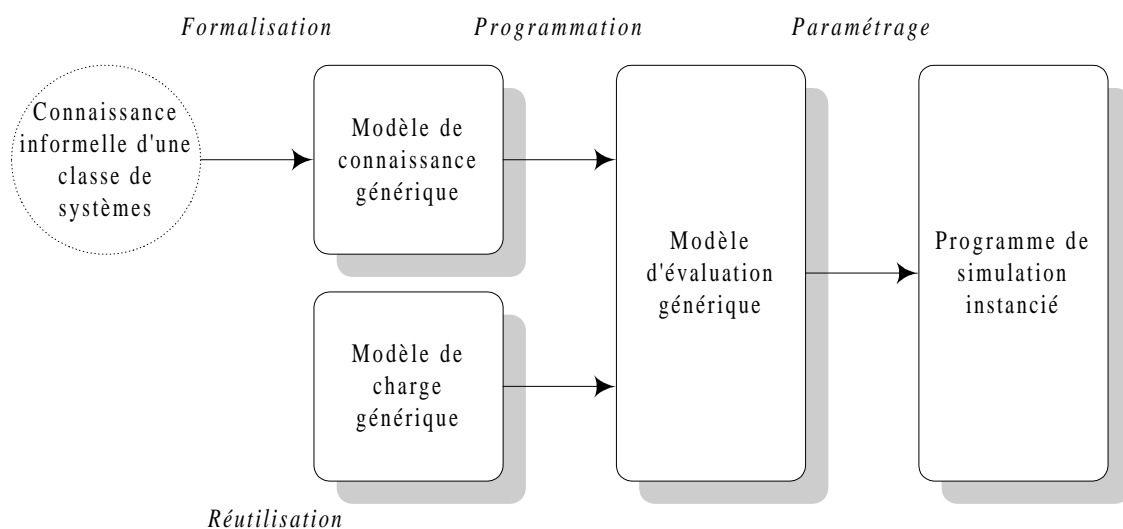 Formalisation
Programmation
Paramétrage
Connaissance
informelle d'une
classe de
systèmes
Modèle de
connaissance
générique
Modèle de
charge
générique
Modèle
d'évaluation
générique
Programme de
simulation
instancié
Réutilisation